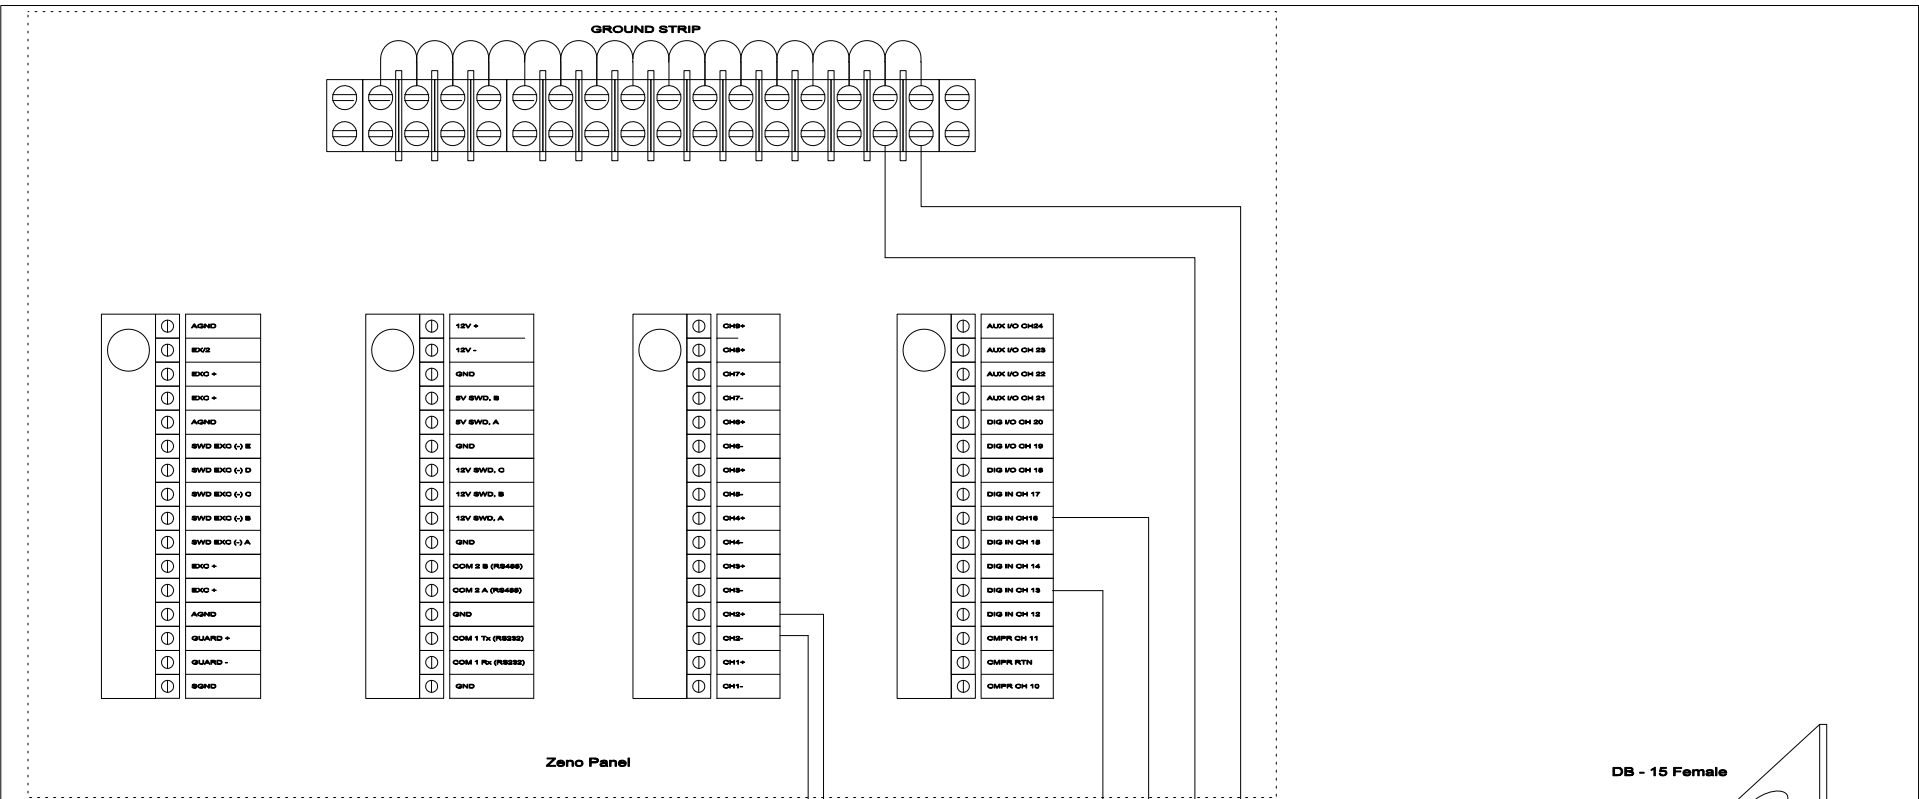 GROUND STRIP
AGND
EX/2
EXC +
EXC +
AGND
SWD EXC (-) E
SWD EXC (-) D
SWD EXC (-) C
SWD EXC (-) B
SWD EXC (-) A
EXC +
EXC +
AGND
GUARD +
GUARD -
SGND
12V +
12V -
GND
5V SWD, B
5V SWD, A
GND
12V SWD, C
12V SWD, B
12V SWD, A
GND
COM 2 B (RS485)
COM 2 A (RS485)
GND
COM 1 Tx (RS232)
COM 1 Rx (RS232)
GND
CH9+
CH8+
CH7+
CH7-
CH6+
CH6-
CH5+
CH5-
CH4+
CH4-
CH3+
CH3-
CH2+
CH2-
CH1+
CH1-
AUX I/O CH24
AUX I/O CH 23
AUX I/O CH 22
AUX I/O CH 21
DIG I/O CH 20
DIG I/O CH 19
DIG I/O CH 18
DIG IN CH 17
DIG IN CH16
DIG IN CH 15
DIG IN CH 14
DIG IN CH 13
DIG IN CH 12
CMPR CH 11
CMPR RTN
CMPR CH 10
Zeno Panel
DB - 15 Female